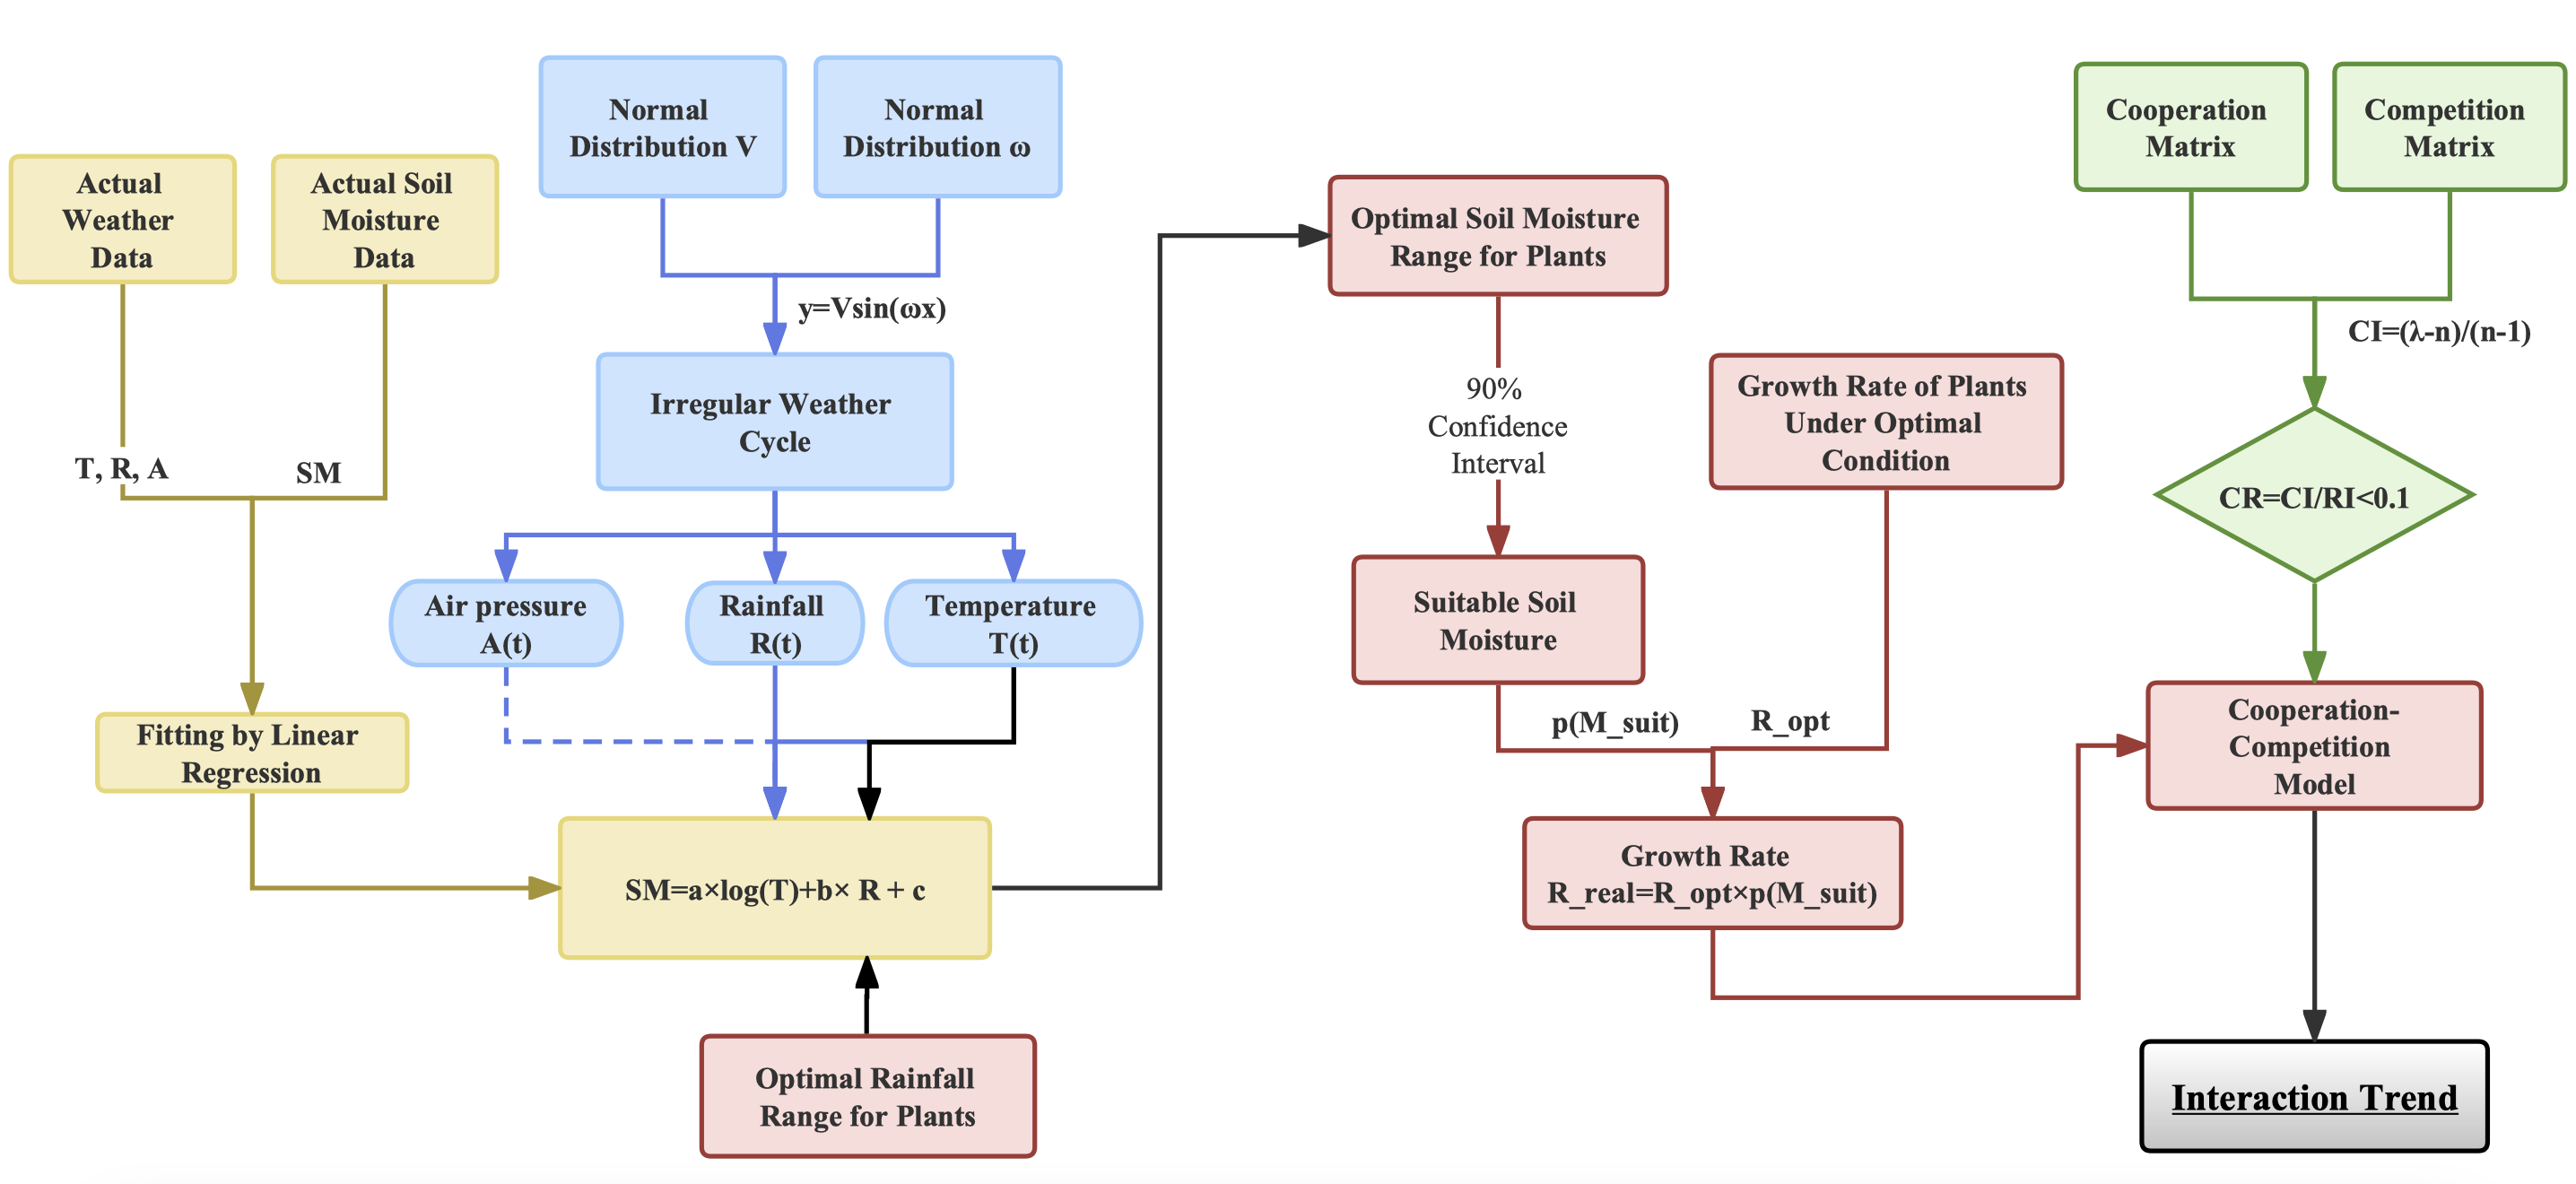 Actual
Weather
Data
Actual Soil
Moisture
Data
T, R, A
SM
Fitting by Linear
Regression
Normal
Distribution V
Normal
Distribution ω
y=Vsin(ωx)
Irregular Weather
Cycle
Air pressure
A(t)
Rainfall
R(t)
Temperature
T(t)
SM=a×log(T)+b× R + c
Optimal Rainfall
Range for Plants
Optimal Soil Moisture
Range for Plants
90%
Confidence
Interval
Suitable Soil
Moisture
Growth Rate of Plants
Under Optimal
Condition
p(M_suit)
R_opt
Growth Rate
R_real=R_opt×p(M_suit)
Cooperation
Matrix
Competition
Matrix
CI=(λ-n)/(n-1)
CR=CI/RI<0.1
Cooperation-
Competition
Model
Interaction Trend